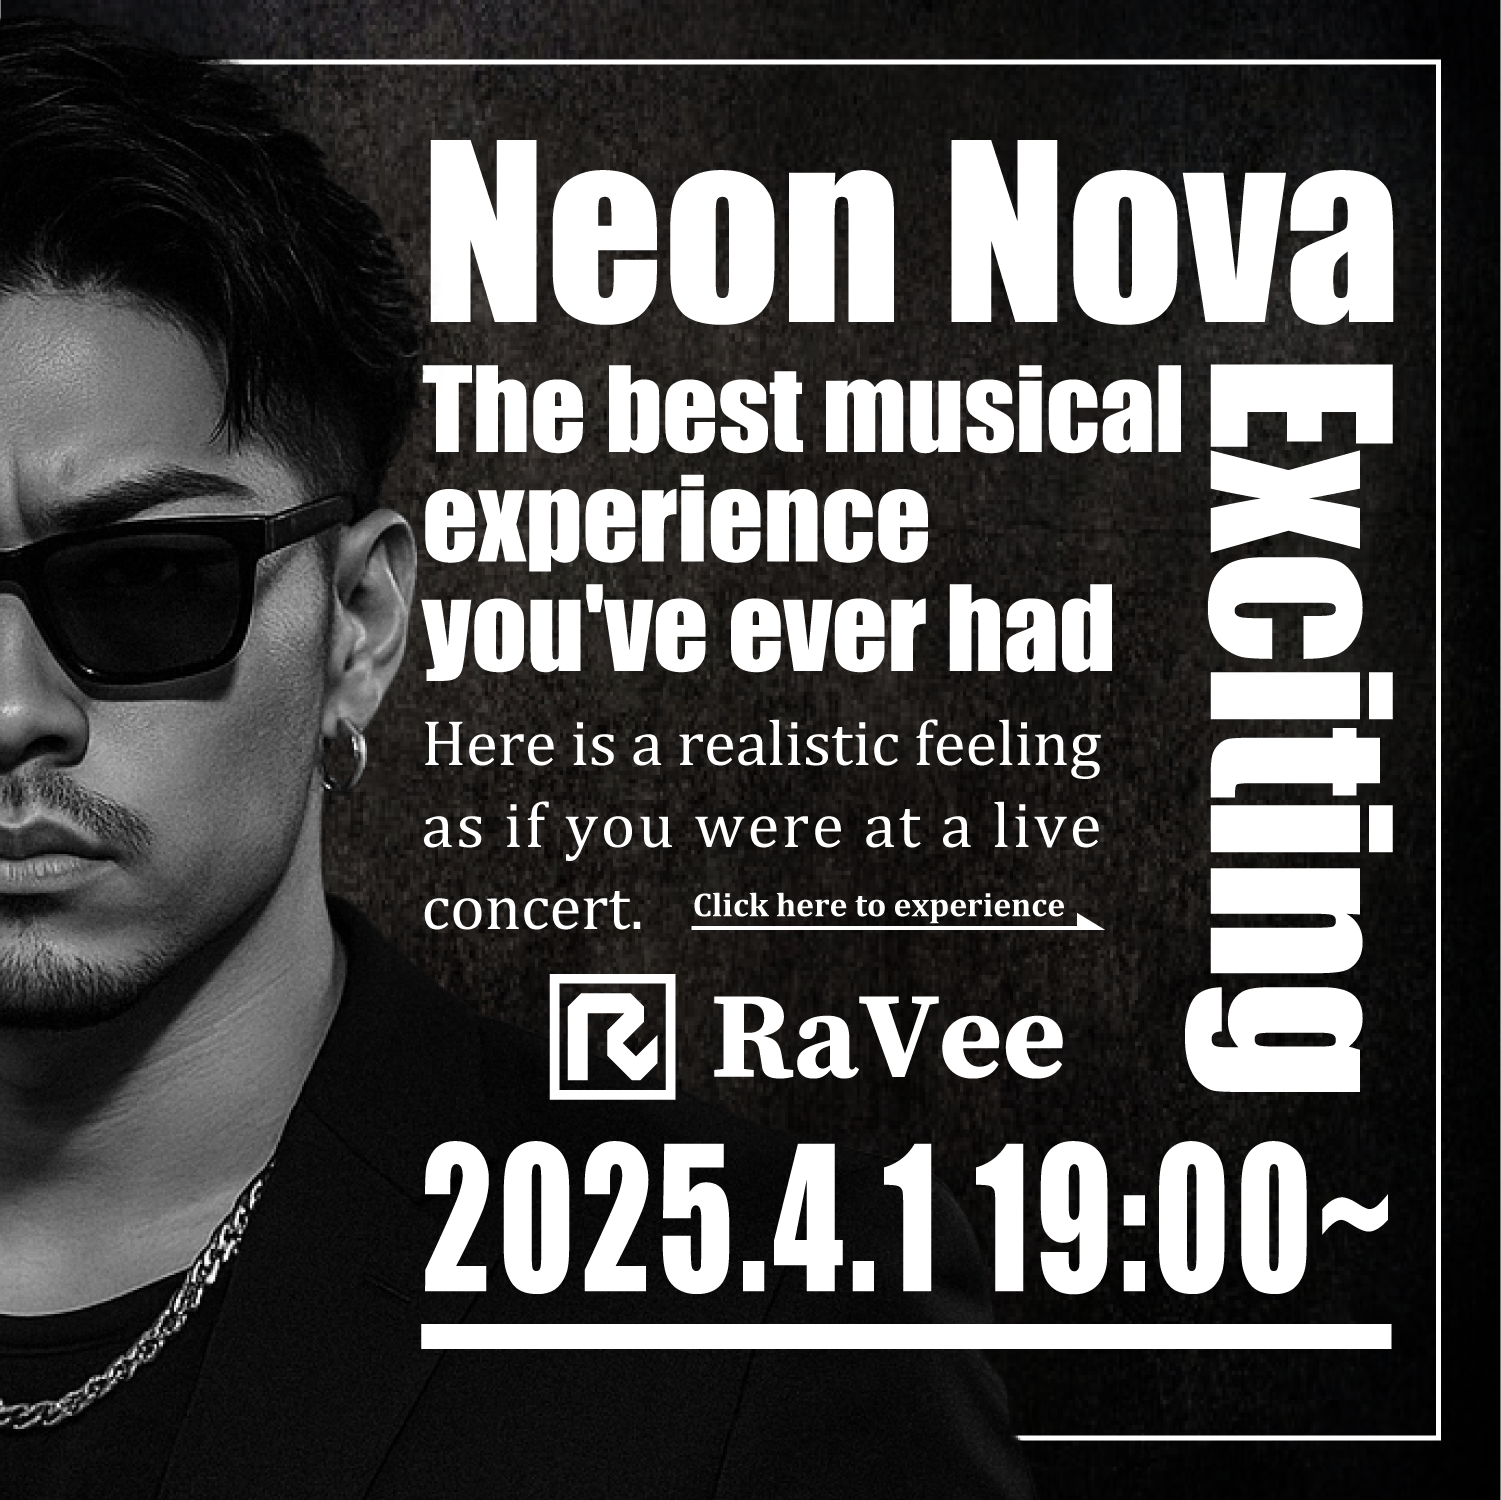 Neon Nova
The best musical
experience
you've ever had
Exciting
Here is a realistic feeling
as if you were at a live
concert.
Click here to experience
R RaVee
2025.4.1 19:00~